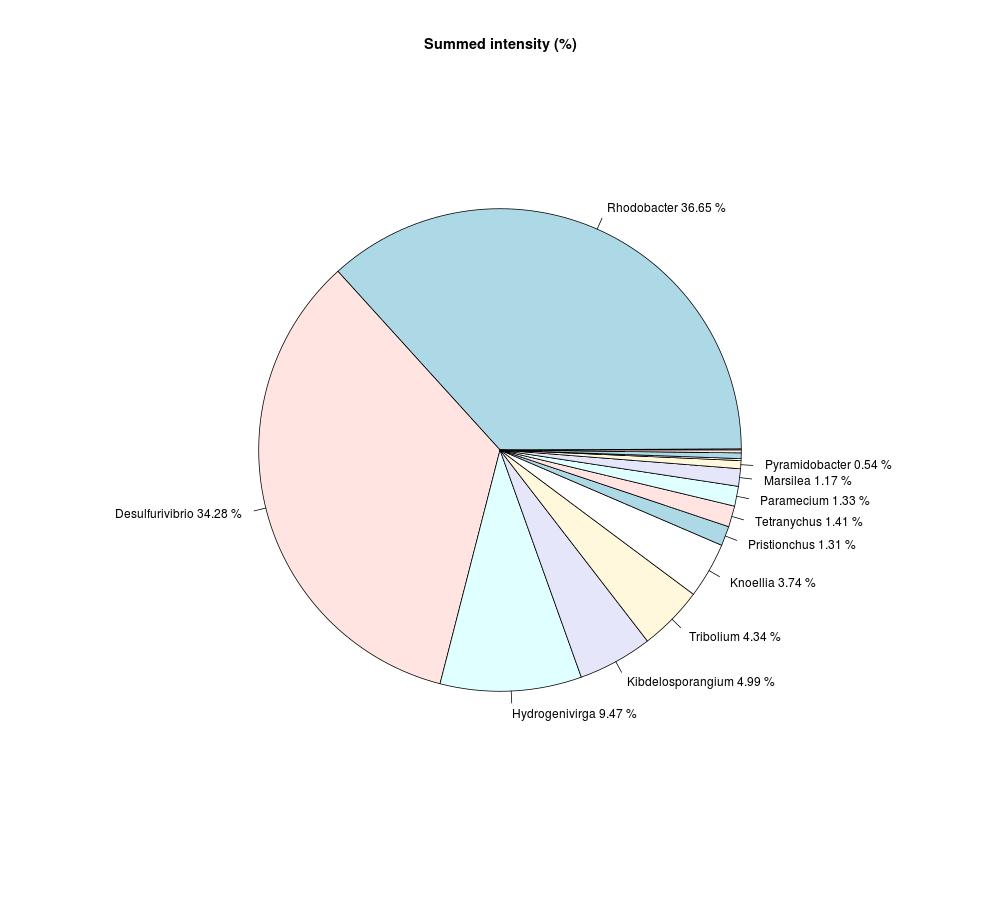 Summed intensity (%)
Rhodobacter 36.65 %
Pyramidobacter 0.54 %
Marsilea 1.17 %
Paramecium 1.33 %
Tetranychus 1.41 %
Desulfurivibrio 34.28 %
Pristionchus 1.31 %
Knoellia 3.74 %
Tribolium 4.34 %
Kibdelosporangium 4.99 %
Hydrogenivirga 9.47 %